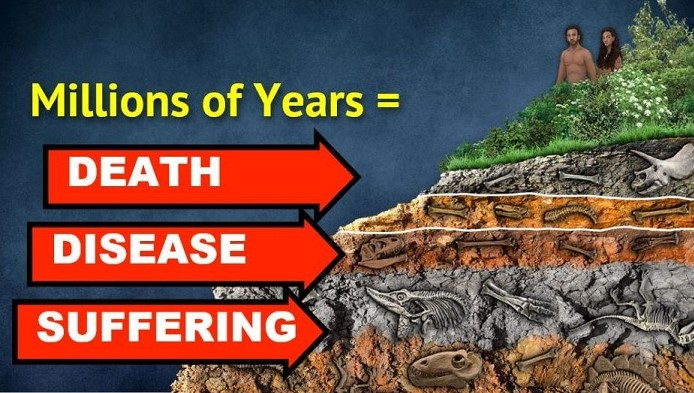 Millions of Years =
DEATH
DISEASE
SUFFERING